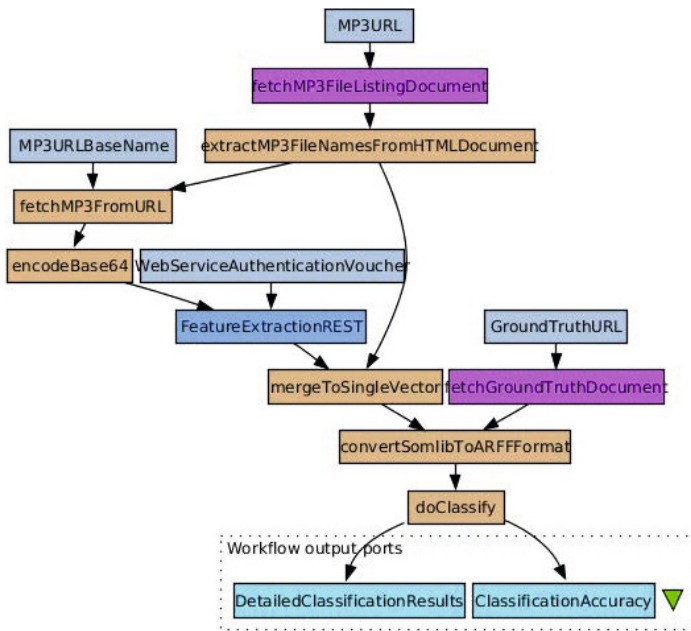 MP3URL
fetchMP3FileListingDocument
MP3URLBaseName
extractMP3FileNamesFromHTMLDocument
fetchMP3FromURL
encodeBase64
WebServiceAuthenticationVoucher
FeatureExtractionREST
GroundTruthURL
mergeToSingleVector
fetchGroundTruthDocument
convertSomlibToARFFFormat
doClassify
Workflow output ports
DetailedClassificationResults
ClassificationAccuracy